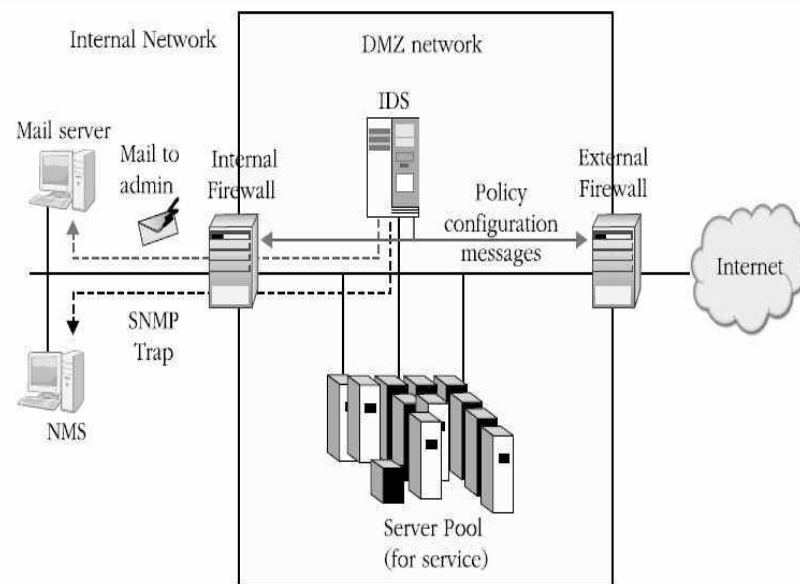 Internal Network
DMZ network
IDS
Mail server
Mail to
admin
Internal
Firewall
External
Firewall
Policy
configuration
messages
Internet
SNMP
Trap
NMS
Server Pool
(for service)